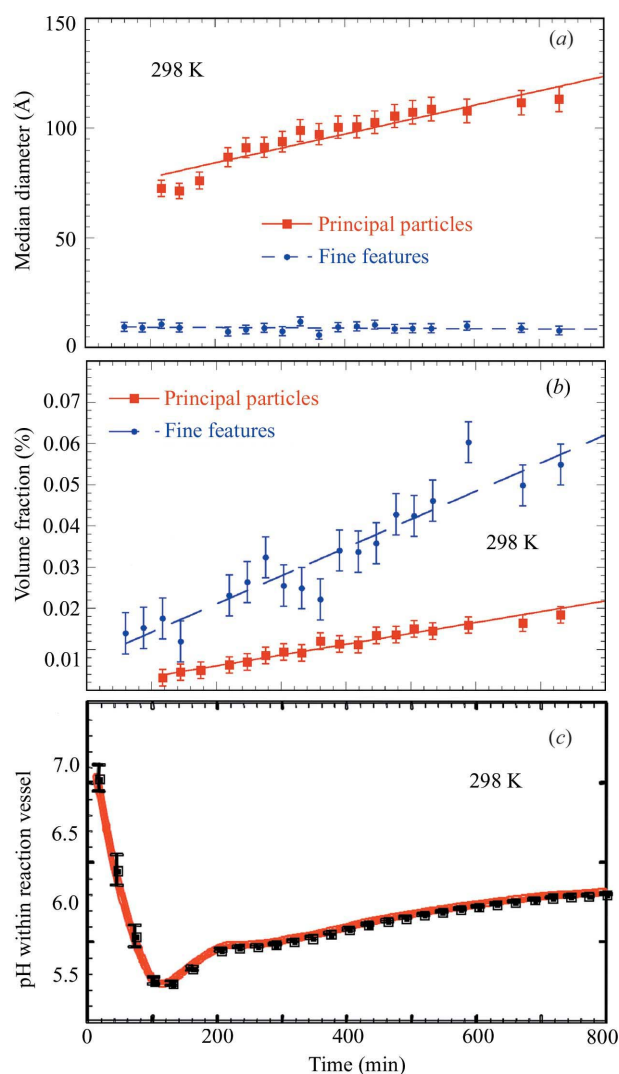 150
(a)
298 K
100
Median diameter (Å)
Principal particles
50
Fine features
0
(b)
0.07
Principal particles
0.06
Fine features
0.05
0.04
Volume fraction (%)
298 K
0.03
0.02
0.01
(c)
7.0
298 K
6.5
pH within reaction vessel
6.0
5.5
0 200 400 600 800
Time (min)